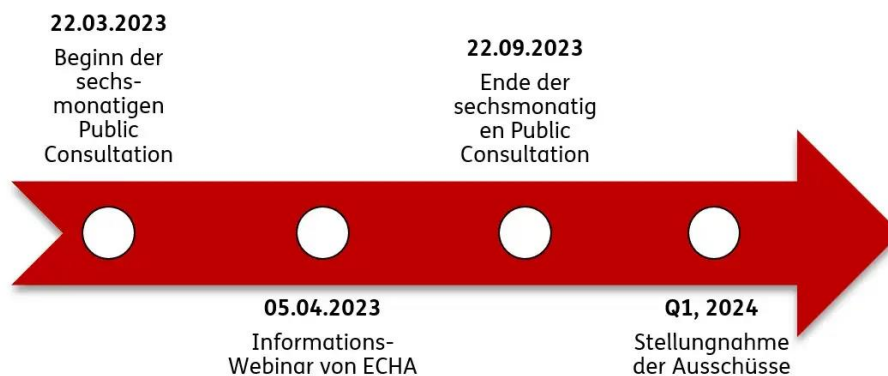 22.03.2023
Beginn der
sechs-
monatigen
Public
Consultation
05.04.2023
Informations-
Webinar von ECHA
22.09.2023
Ende der
sechsmonatig
en Public
Consultation
Q1, 2024
Stellungnahme
der Ausschüsse